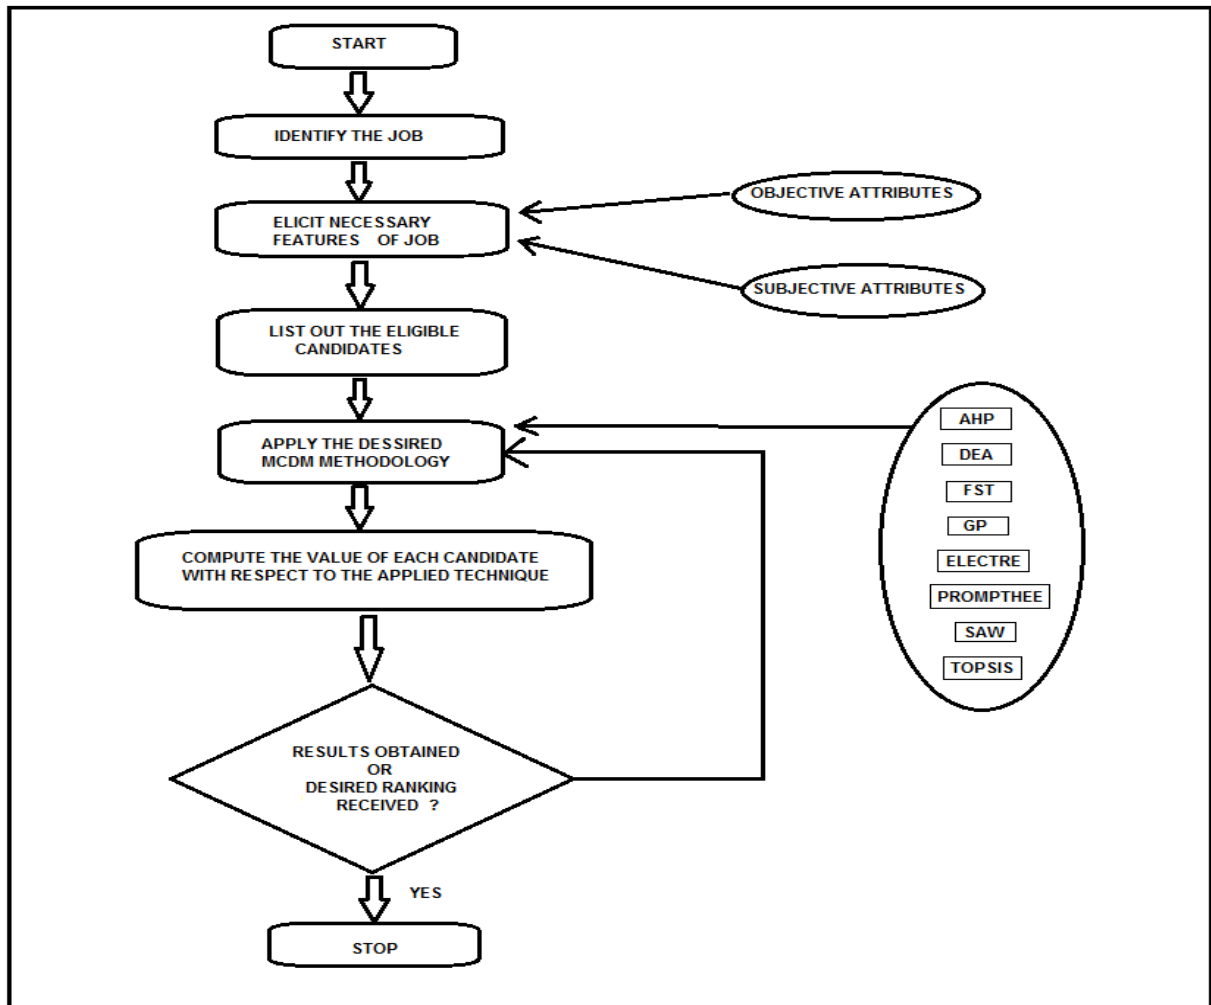 START
IDENTIFY THE JOB
ELICIT NECESSARY
FEATURES OF JOB
OBJECTIVE ATTRIBUTES
SUBJECTIVE ATTRIBUTES
LIST OUT THE ELIGIBLE
CANDIDATES
APPLY THE DESSIRED
MCDM METHODOLOGY
AHP
DEA
FST
GP
ELECTRE
PROMPTHEE
SAW
TOPSIS
COMPUTE THE VALUE OF EACH CANDIDATE
WITH RESPECT TO THE APPLIED TECHNIQUE
RESULTS OBTAINED
OR
DESIRED RANKING
RECEIVED ?
YES
STOP